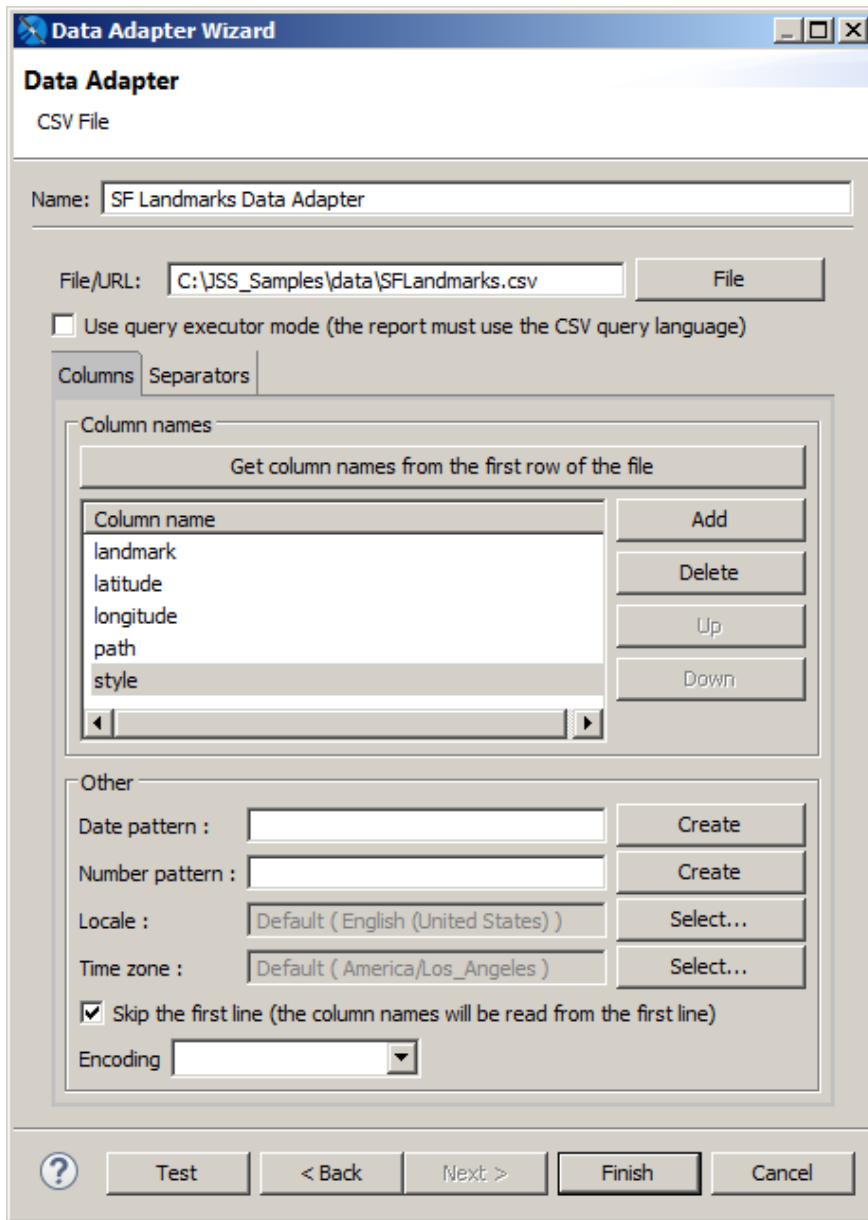 Data Adapter Wizard
Data Adapter
CSV File
Name: SF Landmarks Data Adapter
File/URL: C:\JSS_Samples\data\SFLandmarks.csv File
Use query executor mode (the report must use the CSV query language)
Columns Separators
Column names
Get column names from the first row of the file
Column name Add
landmark
latitude Delete
longitude Up
path
style Down
Other
Date pattern : Create
Number pattern : Create
Locale : Default ( English (United States) ) Select...
Time zone : Default ( America/Los_Angeles ) Select...
Skip the first line (the column names will be read from the first line)
Encoding
? Test < Back Next > Finish Cancel